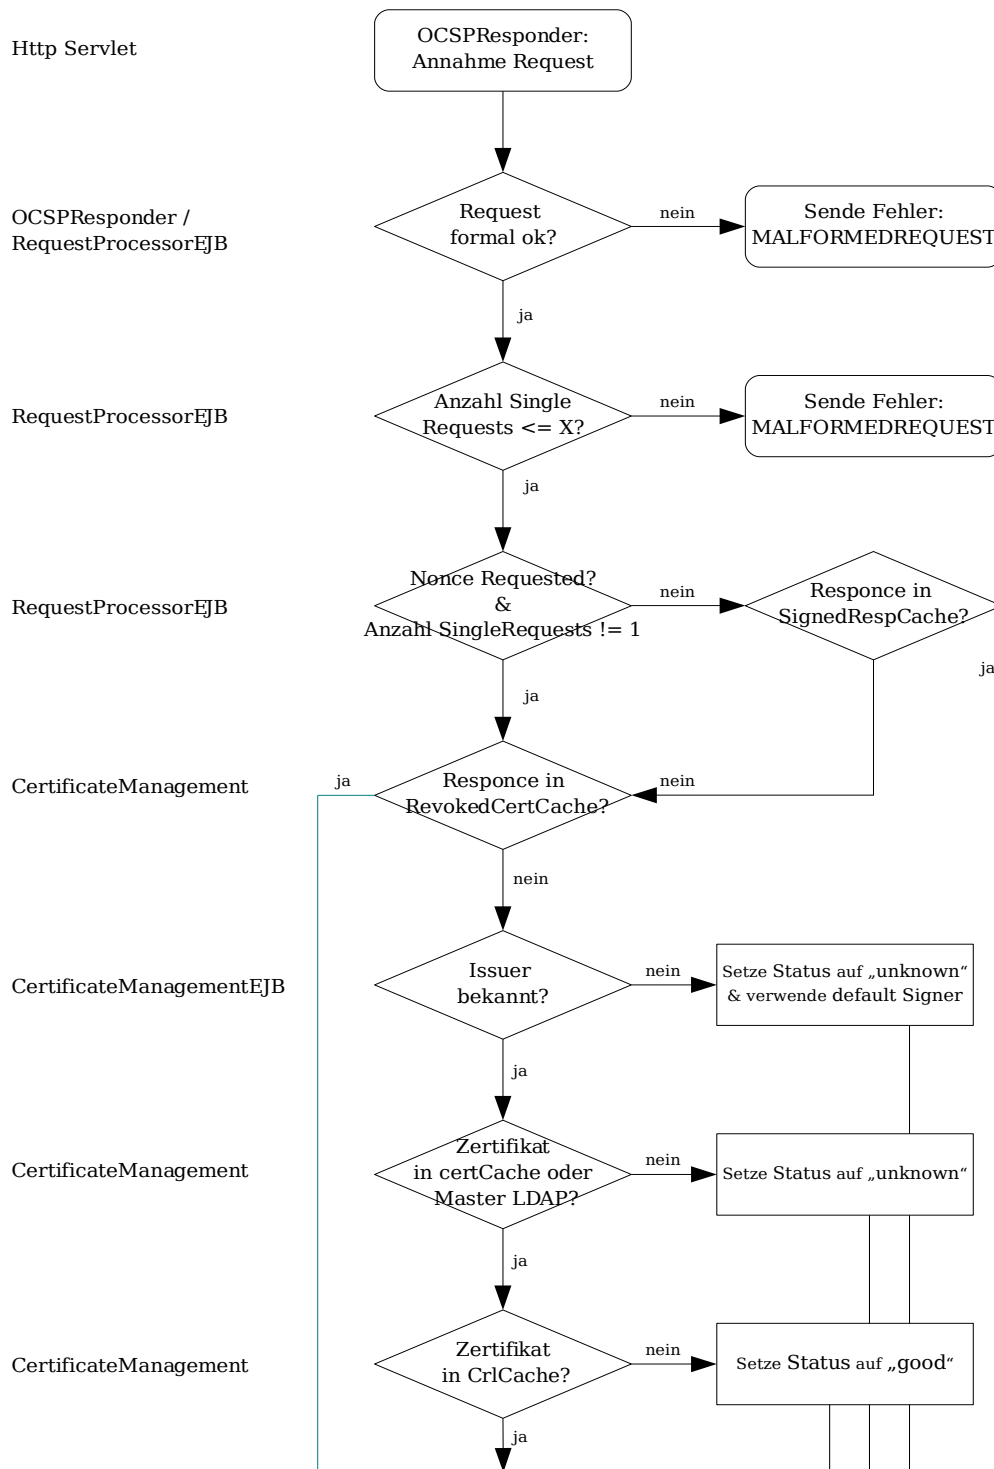 Http Servlet
OCSPResponder:
Annahme Request
OCSPResponder /
RequestProcessorEJB
Request
formal ok?
nein
Sende Fehler:
MALFORMEDREQUEST
ja
RequestProcessorEJB
Anzahl Single
Requests <= X?
nein
Sende Fehler:
MALFORMEDREQUEST
ja
RequestProcessorEJB
Nonce Requested?
&
Anzahl SingleRequests != 1
nein
Responce in
SignedRespCache?
ja
ja
CertificateManagement
ja
Responce in
RevokedCertCache?
nein
nein
CertificateManagementEJB
Issuer
bekannt?
nein
Setze Status auf „unknown“
& verwende default Signer
ja
CertificateManagement
Zertifikat
in certCache oder
Master LDAP?
nein
Setze Status auf „unknown“
ja
CertificateManagement
Zertifikat
in CrlCache?
nein
Setze Status auf „good“
ja